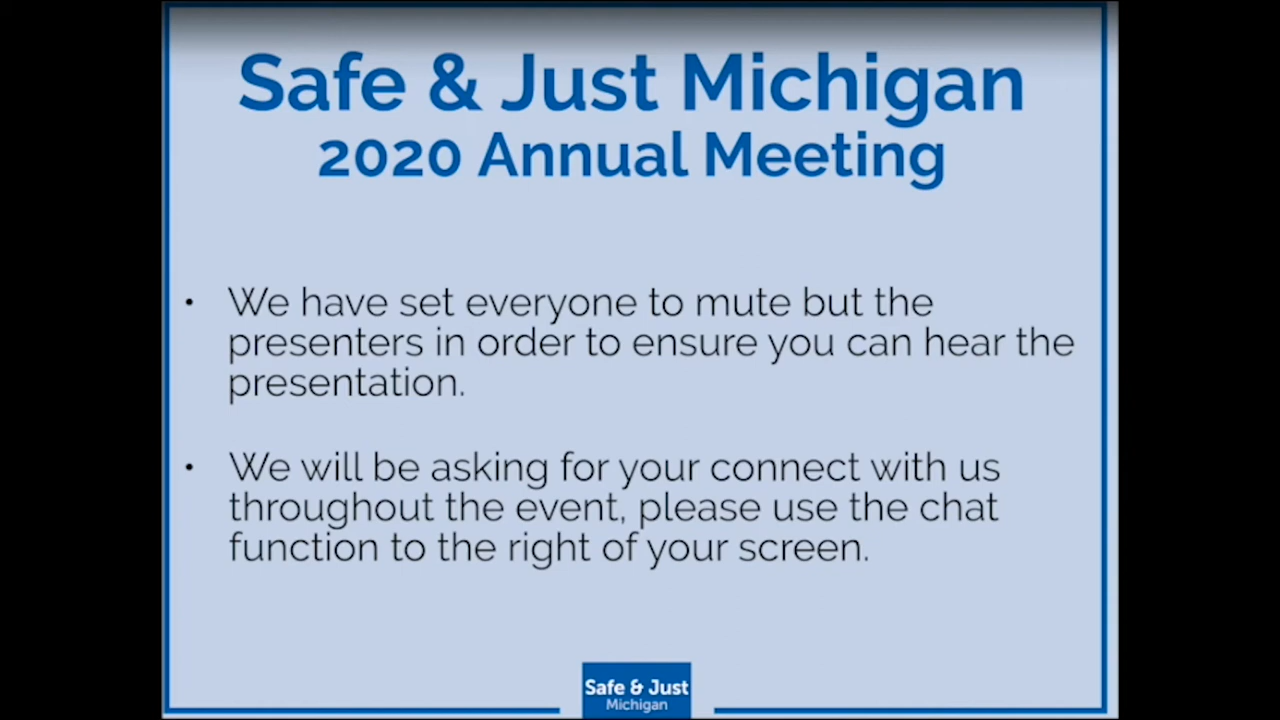 Safe & Just Michigan
2020 Annual Meeting
• We have set everyone to mute but the
presenters in order to ensure you can hear the
presentation.
• We will be asking for your connect with us
throughout the event, please use the chat
function to the right of your screen.
Safe & Just
Michigan